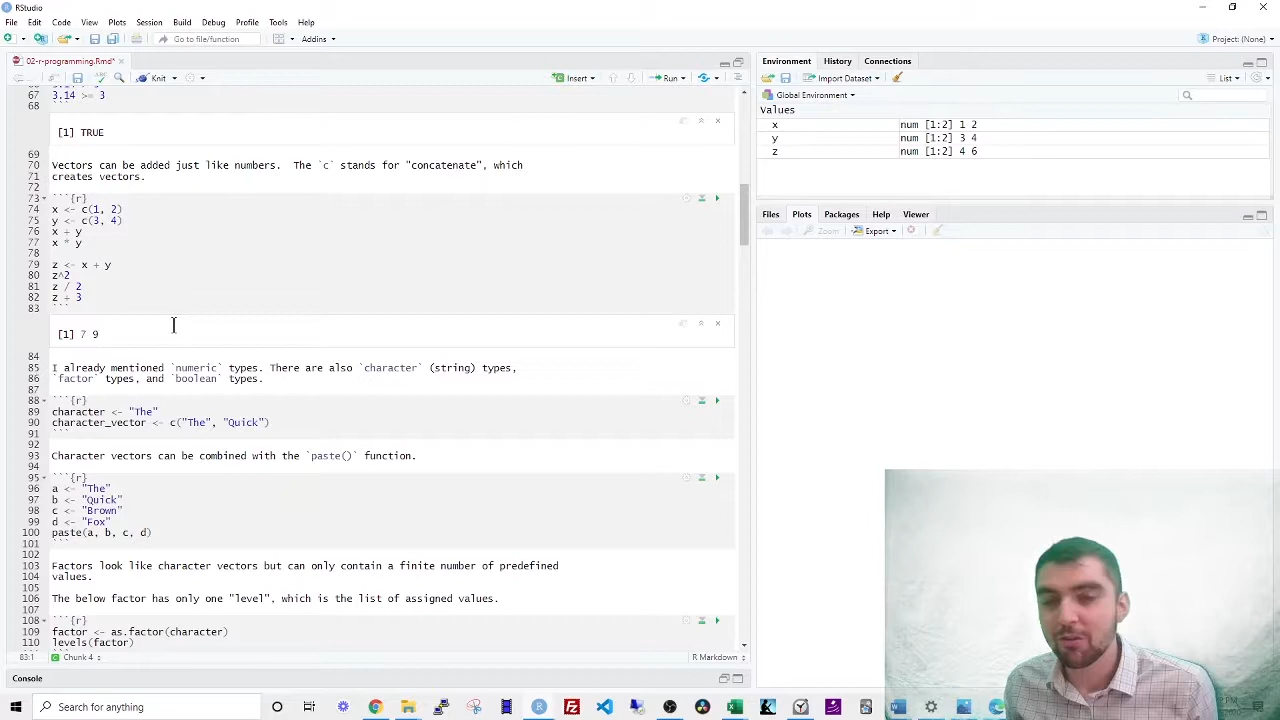 RStudio
File Edit Code View Plots Session Build Debug Profile Tools Help
Go to file/function Addins Project: (None)
02-rprogramming.Rmd*
Knit Insert Run
67 3.14 >= 3
68
[1] TRUE
69
70 Vectors can be added just like numbers.  The `c` stands for "concatenate", which
71 creates vectors.
72
73 ```{r}
74 x <- c(1, 2)
75 y <- c(3, 4)
76 x + y
77 x * y
78
79 z <- x + y
80 z^2
81 z / 2
82 z + 3
83 ```
[1] 7 9
84
85 I already mentioned `numeric` types. There are also `character` (string) types,
86 `factor` types, and `boolean` types.
87
88 ```{r}
89 character <- "The"
90 character_vector <- c("The", "Quick")
91 ```
92
93 Character vectors can be combined with the `paste()` function.
94
95 ```{r}
96 a <- "The"
97 b <- "Quick"
98 c <- "Brown"
99 d <- "Fox"
100 paste(a, b, c, d)
101 ```
102
103 Factors look like character vectors but can only contain a finite number of predefined
104 values.
105
106 The below factor has only one "level", which is the list of assigned values.
107
108 ```{r}
109 factor <- as.factor(character)
110 levels(factor)
83:1 Chunk 4 R Markdown
Console
Environment History Connections
Import Dataset List
Global Environment
Values
x num [1:2] 1 2
y num [1:2] 3 4
z num [1:2] 4 6
Files Plots Packages Help Viewer
Zoom Export
Search for anything